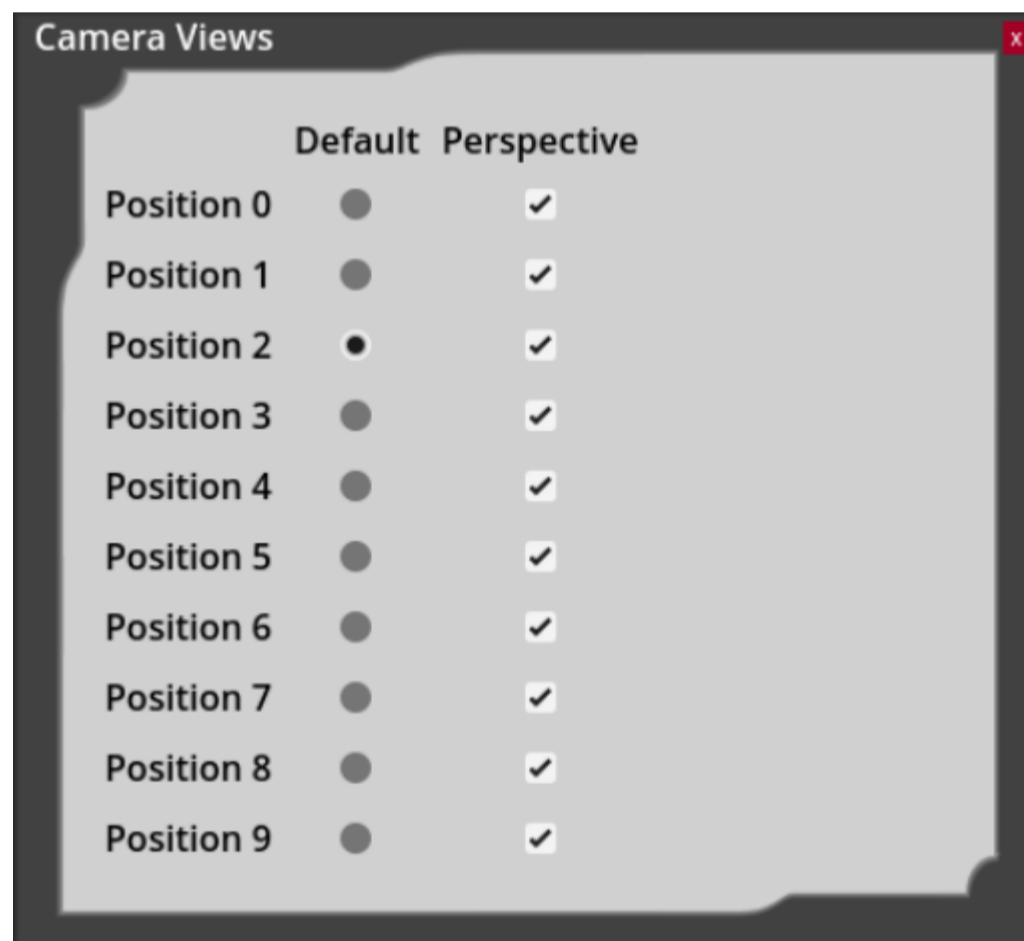 Camera Views
x
Default Perspective
Position 0
Position 1
Position 2
Position 3
Position 4
Position 5
Position 6
Position 7
Position 8
Position 9